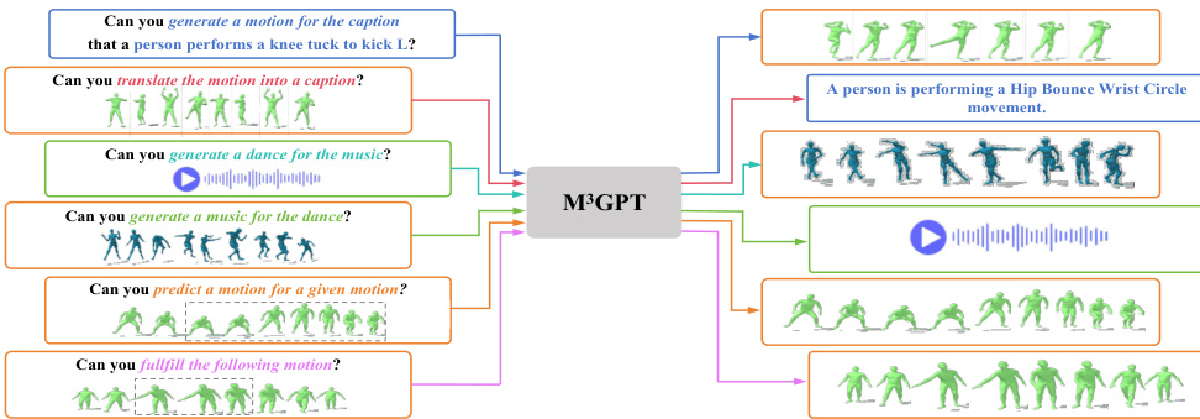 Can you generate a motion for the caption
that a person performs a knee tuck to kick L?
Can you translate the motion into a caption?
Can you generate a dance for the music?
Can you generate a music for the dance?
Can you predict a motion for a given motion?
Can you fullfill the following motion?
M³GPT
A person is performing a Hip Bounce Wrist Circle
movement.